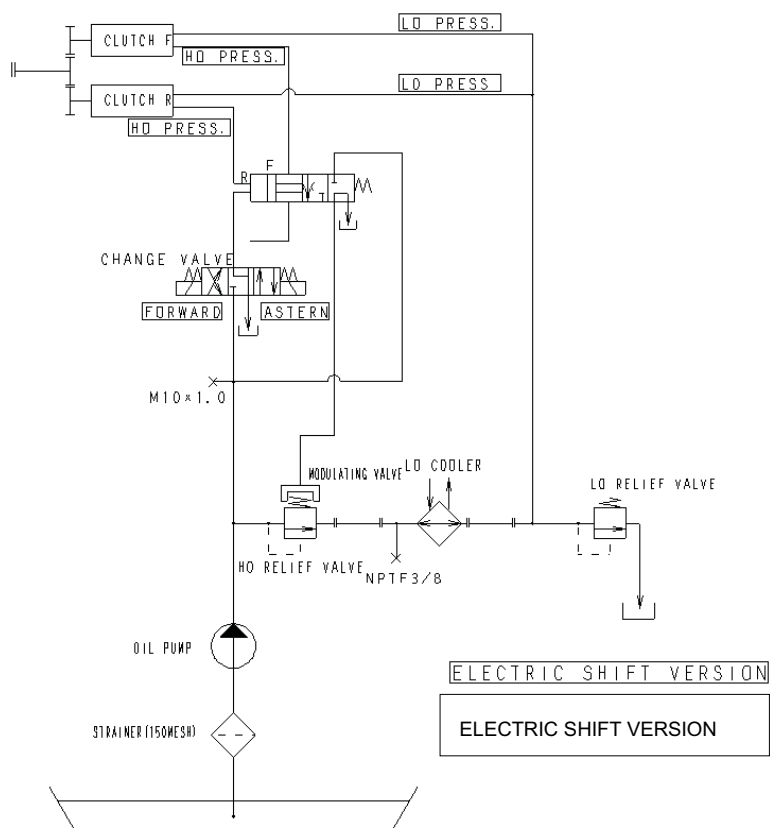 LO PRESS.
CLUTCH F
HO PRESS.
LO PRESS
CLUTCH R
HO PRESS.
F
R
CHANGE VALVE
FORWARD
ASTERN
M10×1.0
MODULATING VALVE
LO COOLER
LO RELIEF VALVE
HO RELIEF VALVE
NPTF3/8
OIL PUMP
ELECTRIC SHIFT VERSION
STRAINER(150MESH)
ELECTRIC SHIFT VERSION